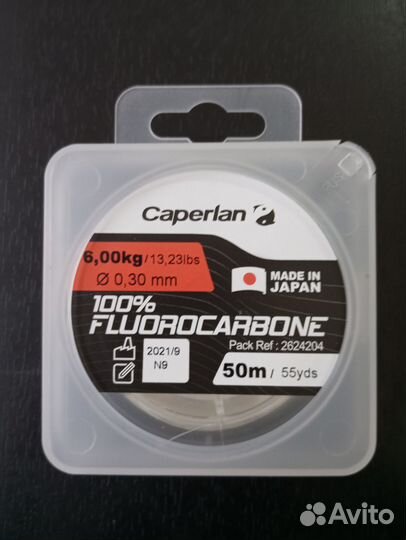 Caperlan
6,00kg/13,23lbs
Ø 0,30 mm
MADE IN
JAPAN
100%
FLUOROCARBONE
Pack Ref : 2624204
2021/9
N9
50m / 55yds
Avito